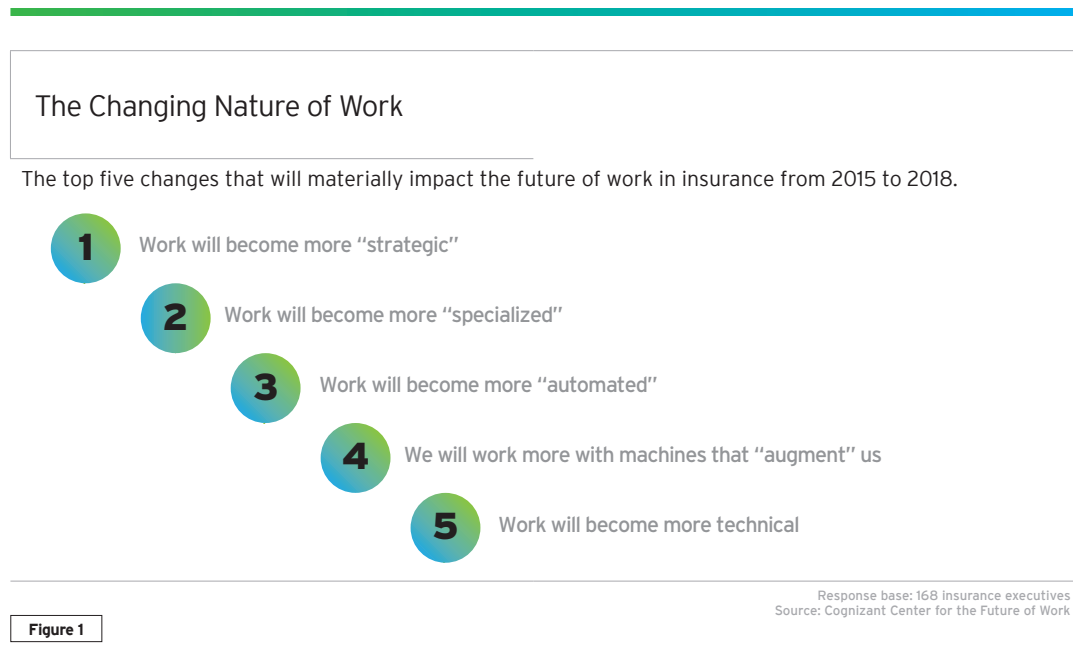 The Changing Nature of Work
The top five changes that will materially impact the future of work in insurance from 2015 to 2018.
1 Work will become more “strategic”
2 Work will become more “specialized”
3 Work will become more “automated”
4 We will work more with machines that “augment” us
5 Work will become more technical
Response base: 168 insurance executives
Source: Cognizant Center for the Future of Work
Figure 1